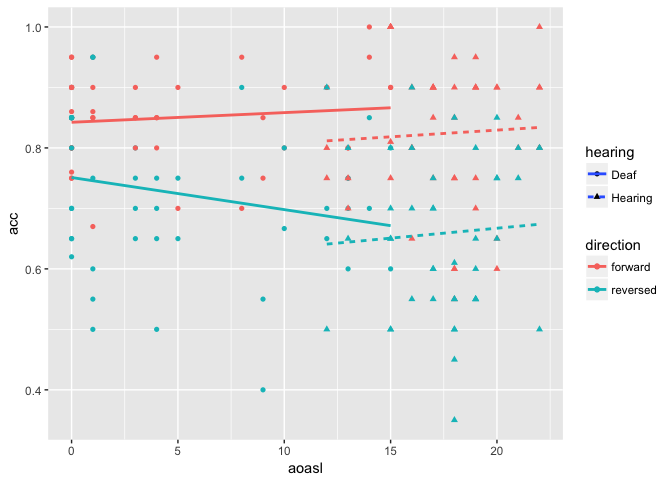 1.0
0.8
0.6
0.4
acc
0 5 10 15 20
aoasl
hearing
Deaf
Hearing
direction
forward
reversed